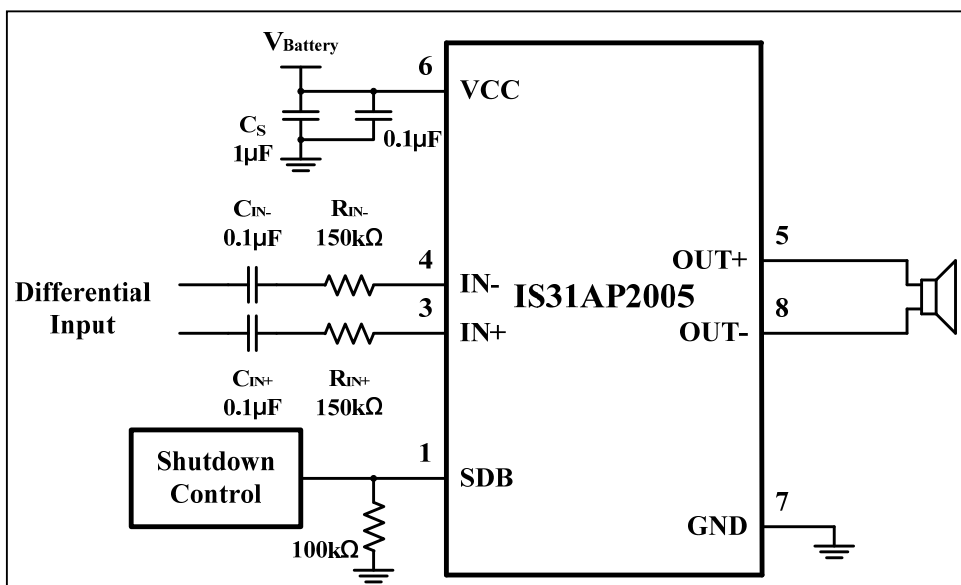 VBattery
6
VCC
CS
1μF
0.1μF
CIN-
0.1μF
RIN-
150kΩ
4
IN-
Differential
Input
3
IN+
CIN+
0.1μF
RIN+
150kΩ
IS31AP2005
5
OUT+
8
OUT-
Shutdown
Control
1
SDB
100kΩ
7
GND